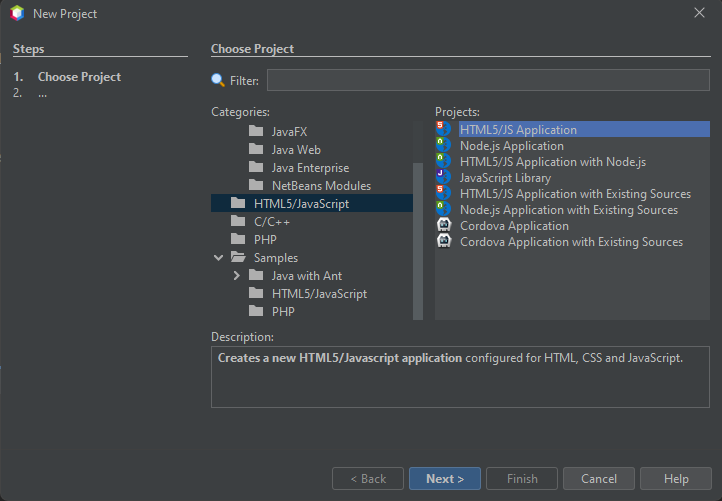 New Project
Steps
1. Choose Project
2. ...
Choose Project
Filter:
Categories:
JavaFX
Java Web
Java Enterprise
NetBeans Modules
HTML5/JavaScript
C/C++
PHP
Samples
Java with Ant
HTML5/JavaScript
PHP
Projects:
HTML5/JS Application
Node.js Application
HTML5/JS Application with Node.js
JavaScript Library
HTML5/JS Application with Existing Sources
Node.js Application with Existing Sources
Cordova Application
Cordova Application with Existing Sources
Description:
Creates a new HTML5/Javascript application configured for HTML, CSS and JavaScript.
< Back
Next >
Finish
Cancel
Help